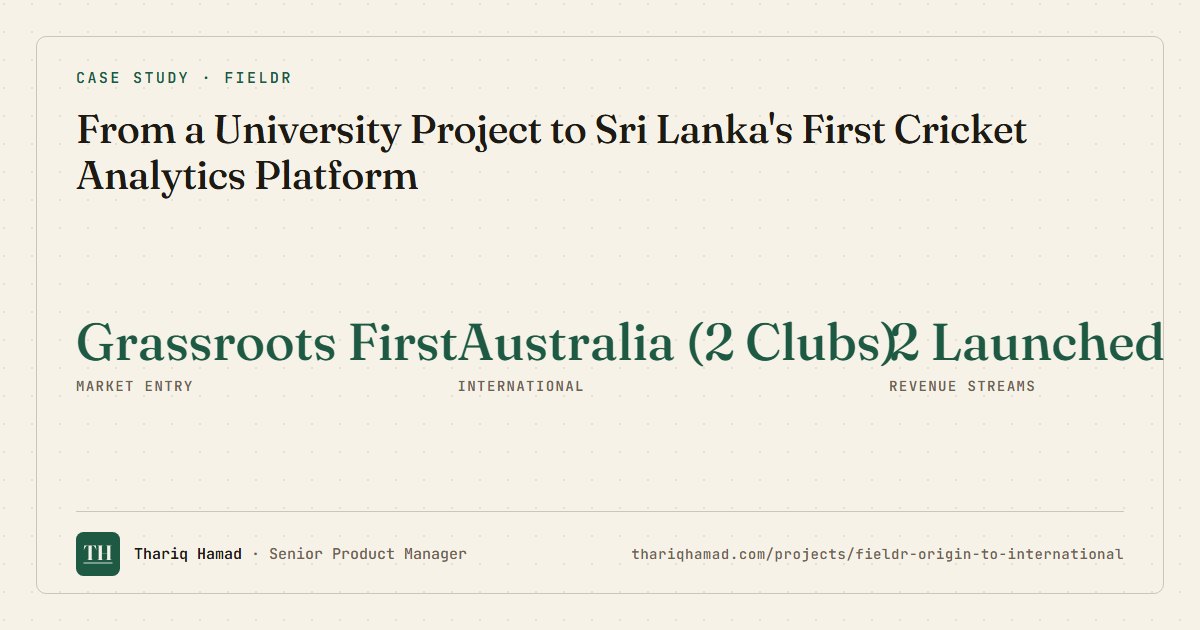 CASE STUDY · FIELDR
From a University Project to Sri Lanka's First Cricket
Analytics Platform
Grassroots First
MARKET ENTRY
Australia (2 Clubs)
INTERNATIONAL
2 Launched
REVENUE STREAMS
TH
Thariq Hamad · Senior Product Manager
thariqhamad.com/projects/fieldr-origin-to-international